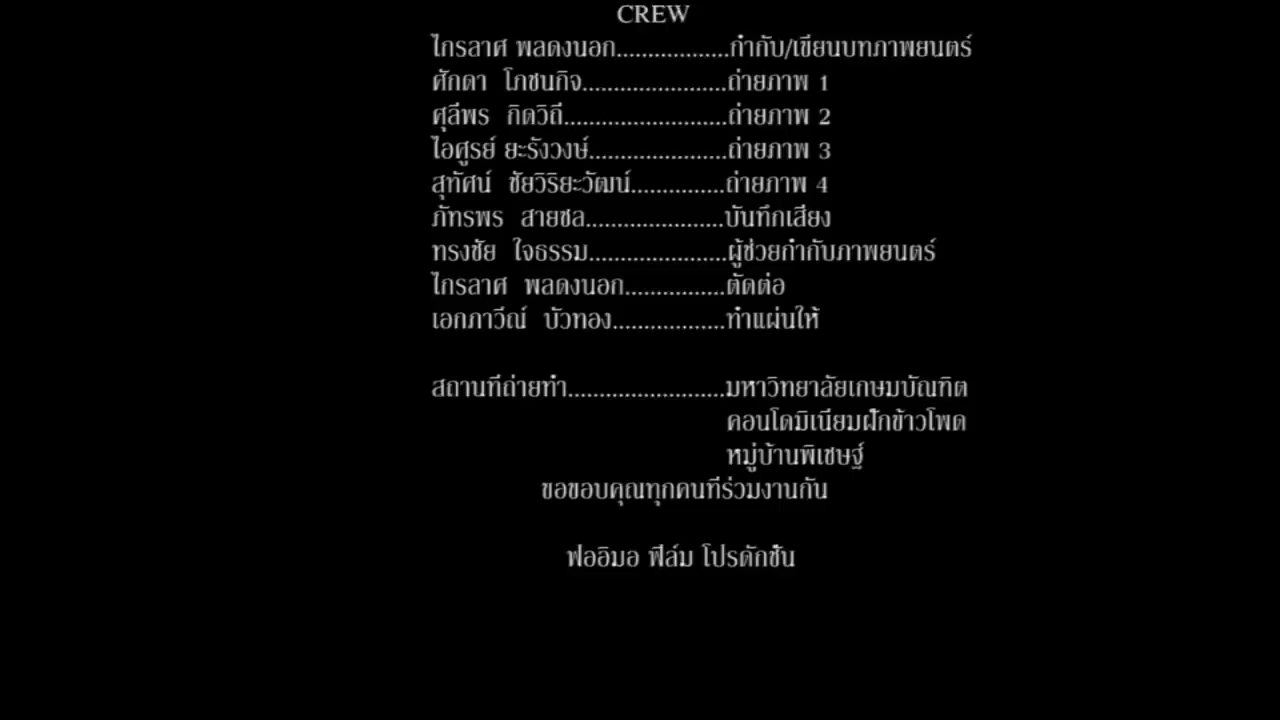 CREW
ไกรลาศ พลดงนอก..................กำกับ/เขียนบทภาพยนตร์
ศักดา โภชนกิจ.......................ถ่ายภาพ 1
ศุลีพร กิดวิถี..........................ถ่ายภาพ 2
ไอศูรย์ ยะรังวงษ์......................ถ่ายภาพ 3
สุทัศน์ ชัยวิริยะวัฒน์...............ถ่ายภาพ 4
ภัทรพร สายชล......................บันทึกเสียง
ทรงชัย ใจธรรม......................ผู้ช่วยกำกับภาพยนตร์
ไกรลาศ พลดงนอก................ตัดต่อ
เอกภาวีณ์ บัวทอง..................ทำแผ่นให้
สถานที่ถ่ายทำ.........................มหาวิทยาลัยเกษมบัณฑิต
คอนโดมิเนียมฝักข้าวโพด
หมู่บ้านพิเชษฐ์
ขอขอบคุณทุกคนที่ร่วมงานกัน
ฟออิมอ ฟิล์ม โปรดักชั่น